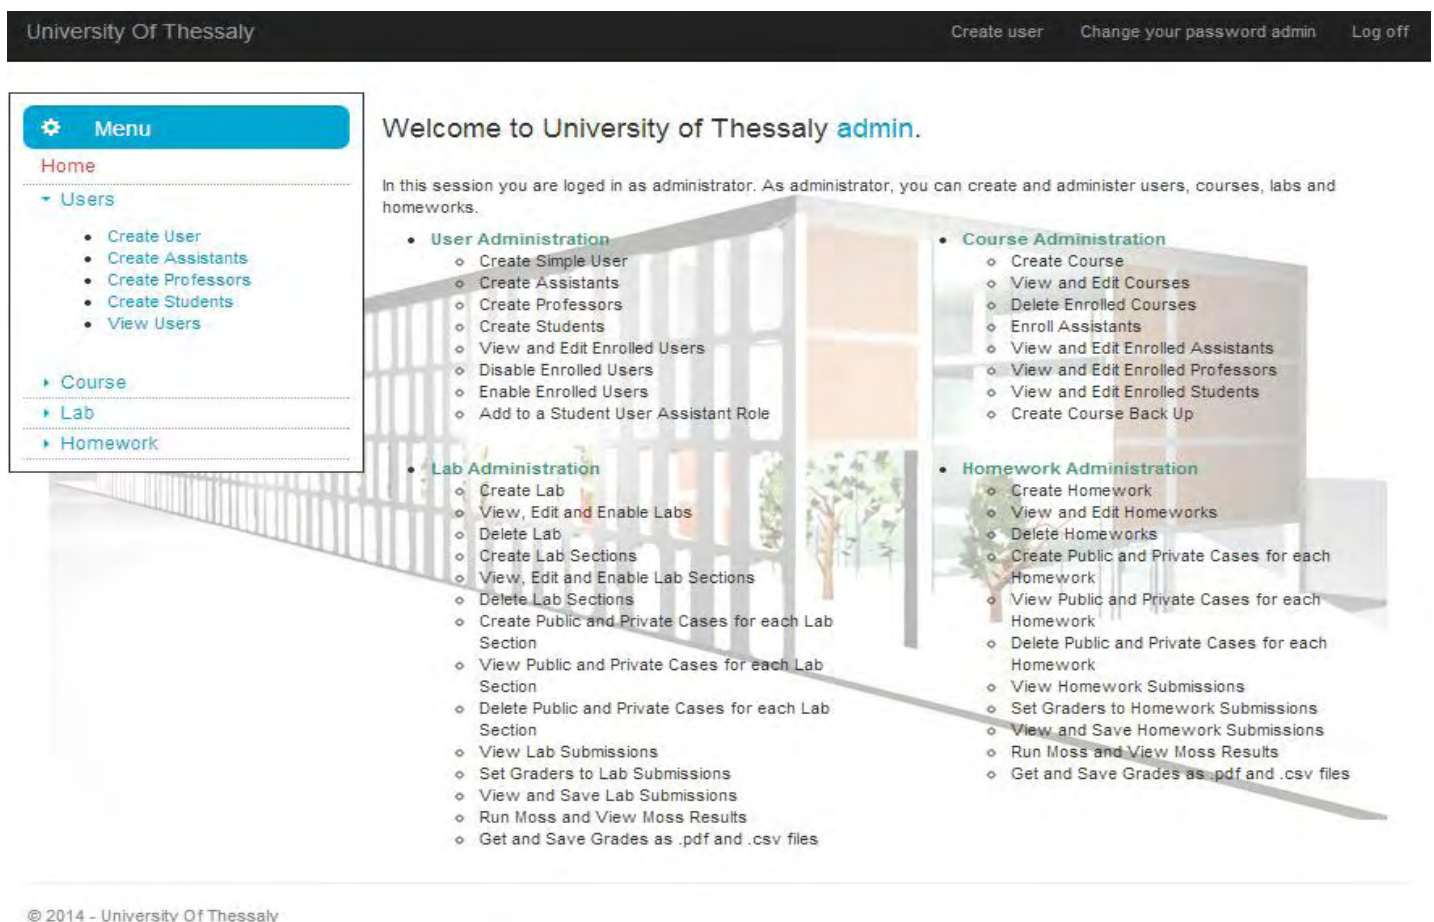 University Of Thessaly
Create user
Change your password admin
Log off
Menu
Home
Users
Create User
Create Assistants
Create Professors
Create Students
View Users
Course
Lab
Homework
Welcome to University of Thessaly admin.
In this session you are loged in as administrator. As administrator, you can create and administer users, courses, labs and
homeworks.
User Administration
Create Simple User
Create Assistants
Create Professors
Create Students
View and Edit Enrolled Users
Disable Enrolled Users
Enable Enrolled Users
Add to a Student User Assistant Role
Course Administration
Create Course
View and Edit Courses
Delete Enrolled Courses
Enroll Assistants
View and Edit Enrolled Assistants
View and Edit Enrolled Professors
View and Edit Enrolled Students
Create Course Back Up
Lab Administration
Create Lab
View, Edit and Enable Labs
Delete Lab
Create Lab Sections
View, Edit and Enable Lab Sections
Delete Lab Sections
Create Public and Private Cases for each Lab
Section
View Public and Private Cases for each Lab
Section
Delete Public and Private Cases for each Lab
Section
View Lab Submissions
Set Graders to Lab Submissions
View and Save Lab Submissions
Run Moss and View Moss Results
Get and Save Grades as .pdf and .csv files
Homework Administration
Create Homework
View and Edit Homeworks
Delete Homeworks
Create Public and Private Cases for each
Homework
View Public and Private Cases for each
Homework
Delete Public and Private Cases for each
Homework
View Homework Submissions
Set Graders to Homework Submissions
View and Save Homework Submissions
Run Moss and View Moss Results
Get and Save Grades as .pdf and .csv files
© 2014 - University Of Thessaly